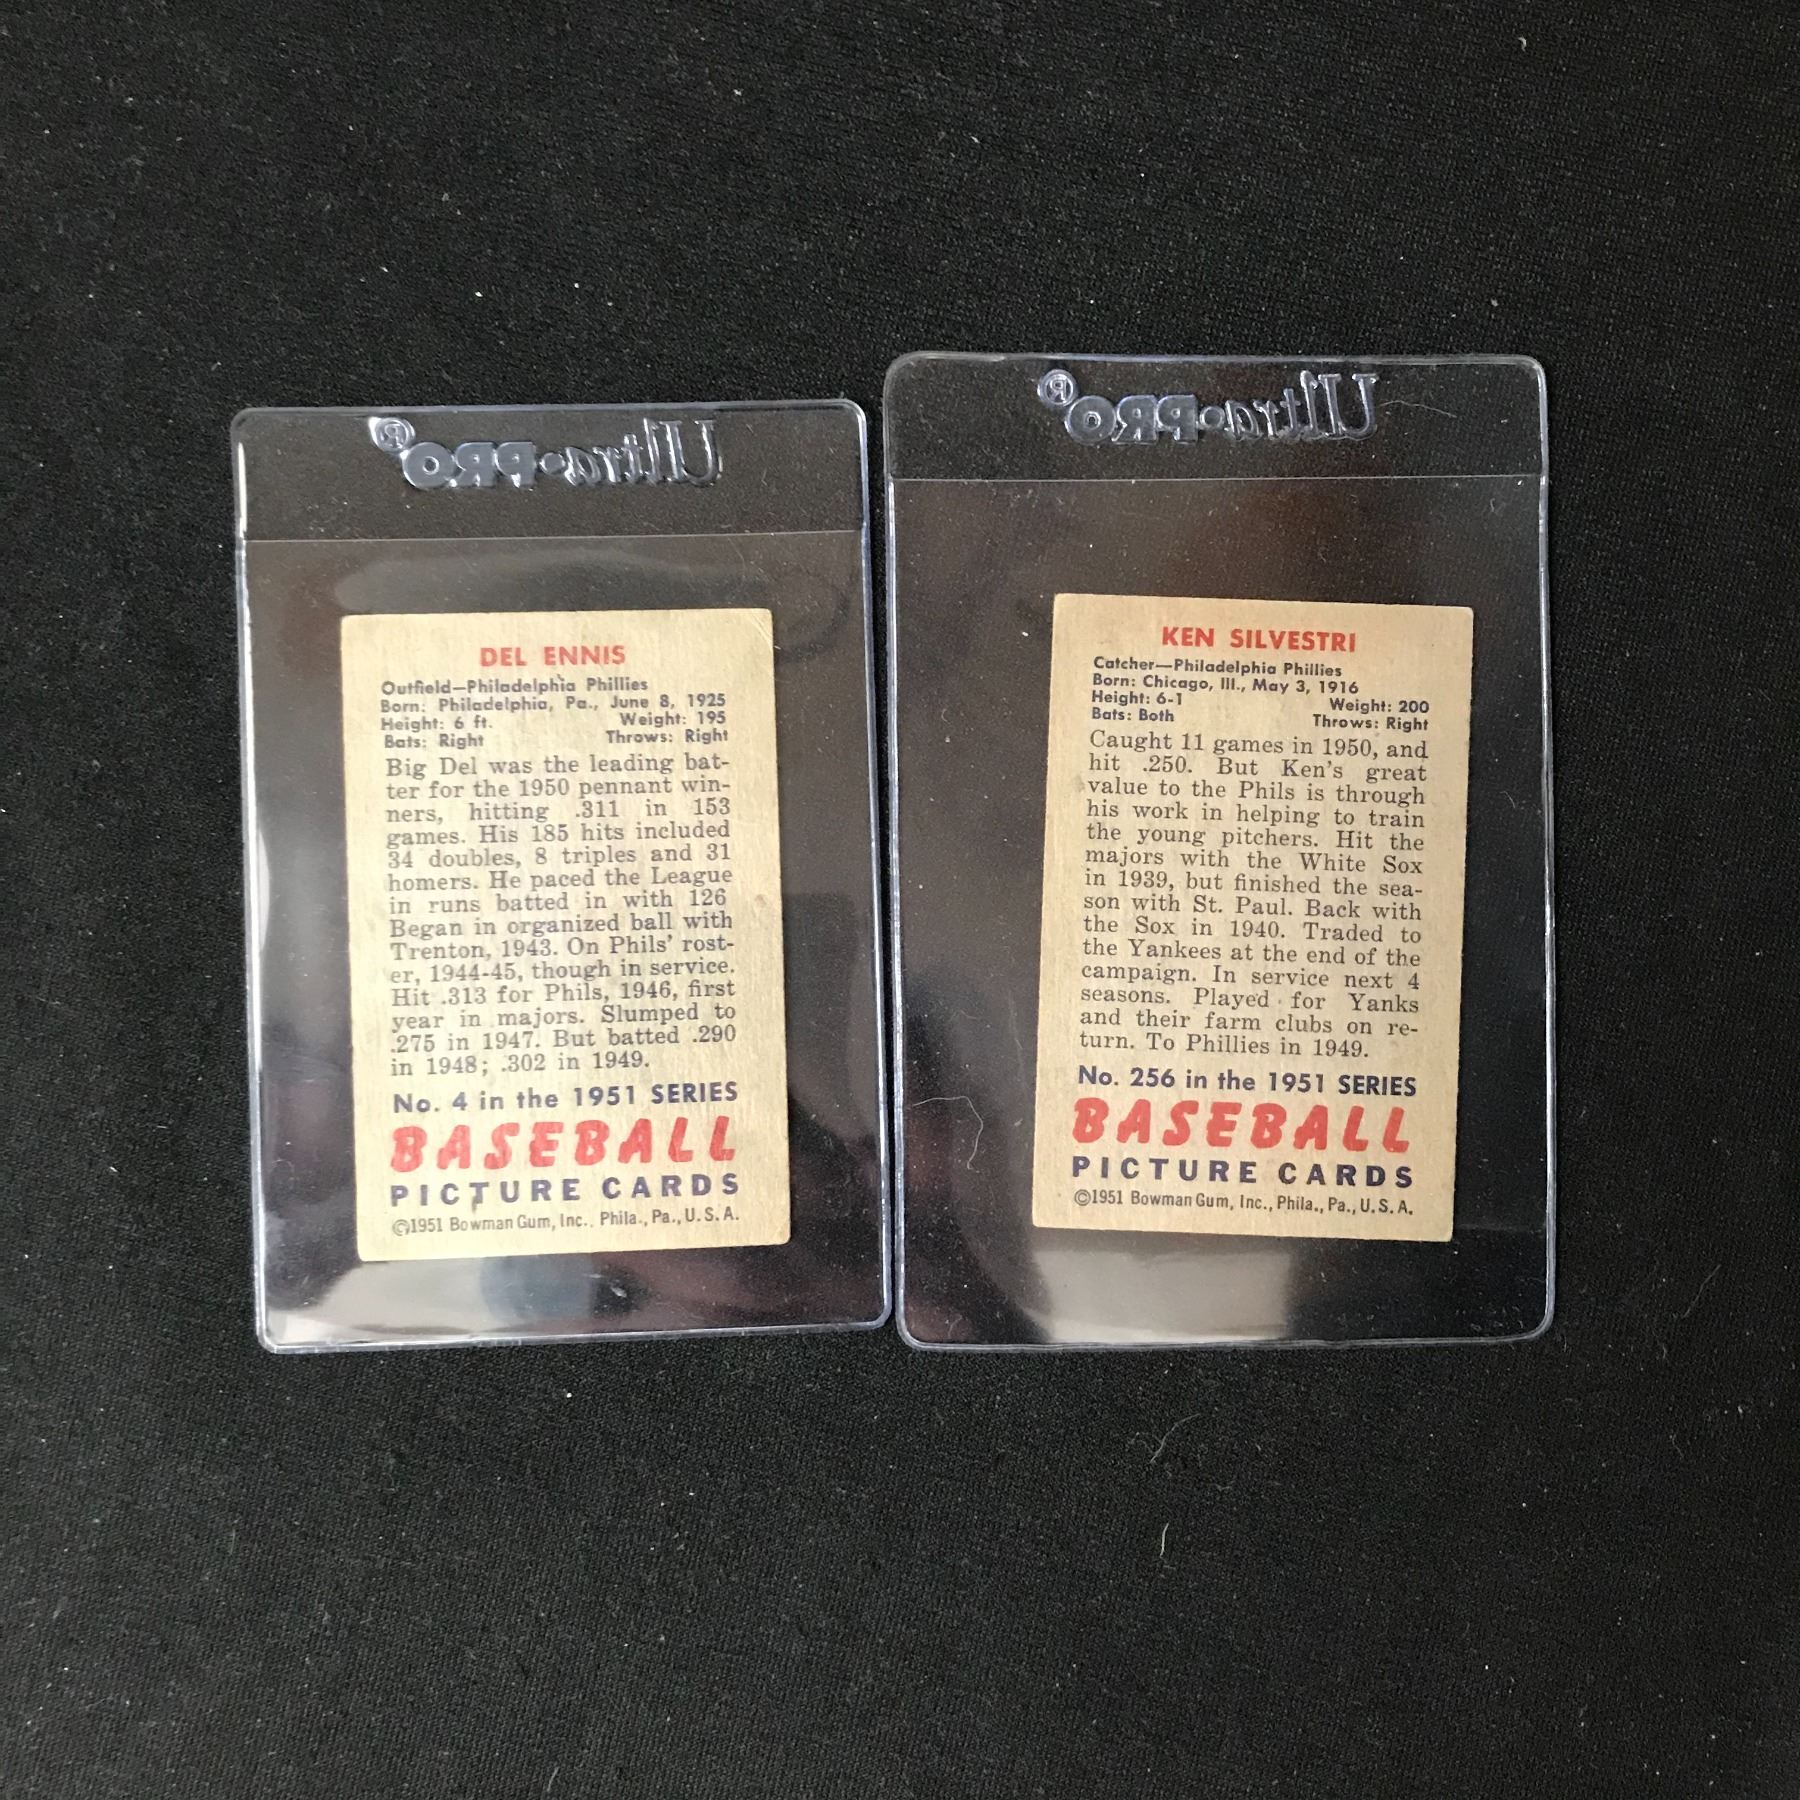 Ultra•PRO®
DEL ENNIS
Outfield—Philadelphia Phillies
Born: Philadelphia, Pa., June 8, 1925
Height: 6 ft. Weight: 195
Bats: Right Throws: Right
Big Del was the leading bat-
ter for the 1950 pennant win-
ners, hitting .311 in 153
games. His 185 hits included
34 doubles, 8 triples and 31
homers. He paced the League
in runs batted in with 126
Began in organized ball with
Trenton, 1943. On Phils' rost-
er, 1944-45, though in service.
Hit .313 for Phils, 1946, first
year in majors. Slumped to
.275 in 1947. But batted .290
in 1948; .302 in 1949.
No. 4 in the 1951 SERIES
BASEBALL
PICTURE CARDS
©1951 Bowman Gum, Inc., Phila., Pa., U.S.A.
Ultra•PRO®
KEN SILVESTRI
Catcher—Philadelphia Phillies
Born: Chicago, Ill., May 3, 1916
Height: 6-1 Weight: 200
Bats: Both Throws: Right
Caught 11 games in 1950, and
hit .250. But Ken's great
value to the Phils is through
his work in helping to train
the young pitchers. Hit the
majors with the White Sox
in 1939, but finished the sea-
son with St. Paul. Back with
the Sox in 1940. Traded to
the Yankees at the end of the
campaign. In service next 4
seasons. Played for Yanks
and their farm clubs on re-
turn. To Phillies in 1949.
No. 256 in the 1951 SERIES
BASEBALL
PICTURE CARDS
©1951 Bowman Gum, Inc., Phila., Pa., U.S.A.